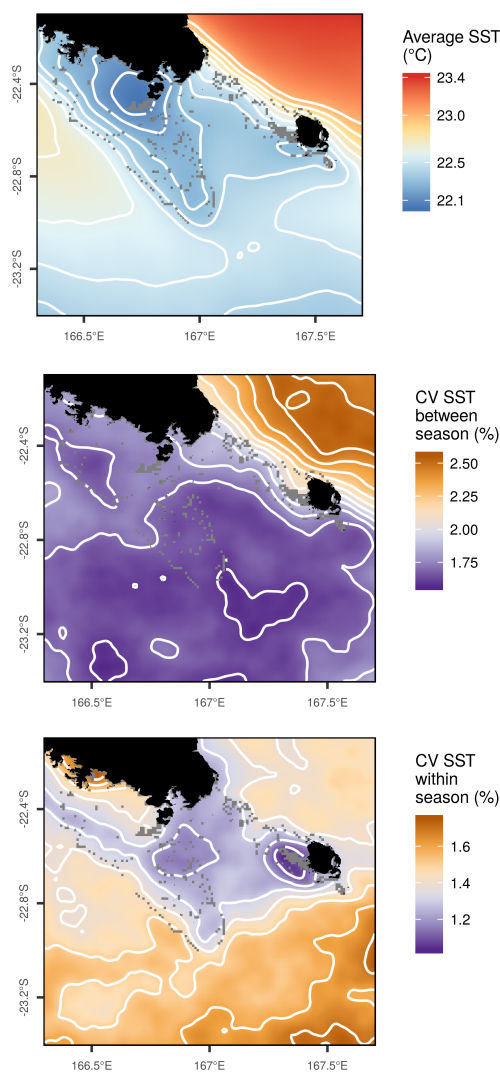 Average SST
(°C)
23.4
23.0
22.5
22.1
-22.4°S
-22.8°S
-23.2°S
166.5°E
167°E
167.5°E
CV SST
between
season (%)
2.50
2.25
2.00
1.75
-22.4°S
-22.8°S
-23.2°S
166.5°E
167°E
167.5°E
CV SST
within
season (%)
1.6
1.4
1.2
-22.4°S
-22.8°S
-23.2°S
166.5°E
167°E
167.5°E